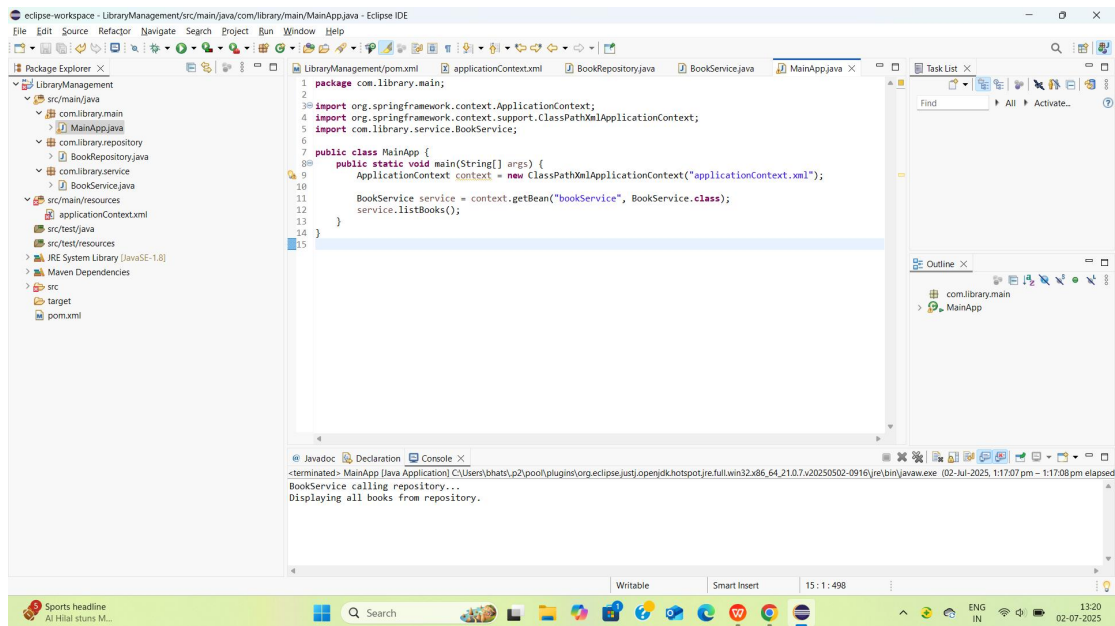 eclipse-workspace - LibraryManagement/src/main/java/com/library/main/MainApp.java - Eclipse IDE
File Edit Source Refactor Navigate Search Project Run Window Help
Package Explorer
LibraryManagement
src/main/java
com.library.main
MainApp.java
com.library.repository
BookRepository.java
com.library.service
BookService.java
src/main/resources
applicationContext.xml
src/test/java
src/test/resources
JRE System Library [JavaSE-1.8]
Maven Dependencies
src
target
pom.xml
LibraryManagement/pom.xml applicationContext.xml BookRepository.java BookService.java MainApp.java
1 package com.library.main;
2
3 import org.springframework.context.ApplicationContext;
4 import org.springframework.context.support.ClassPathXmlApplicationContext;
5 import com.library.service.BookService;
6
7 public class MainApp {
8 public static void main(String[] args) {
9 ApplicationContext context = new ClassPathXmlApplicationContext("applicationContext.xml");
10
11 BookService service = context.getBean("bookService", BookService.class);
12 service.listBooks();
13 }
14 }
15
Task List
Find All Activate...
Outline
com.library.main
MainApp
Javadoc Declaration Console
<terminated> MainApp [Java Application] C:\Users\bhats\.p2\pool\plugins\org.eclipse.justj.openjdk.hotspot.jre.full.win32.x86_64_21.0.7.v20250502-0916\jre\bin\javaw.exe (02-Jul-2025, 1:17:07 pm – 1:17:08 pm elapsed
BookService calling repository...
Displaying all books from repository.
Writable Smart Insert 15 : 1 : 498
5
Sports headline
Al Hilal stuns M...
Search
ENG
IN
13:20
02-07-2025